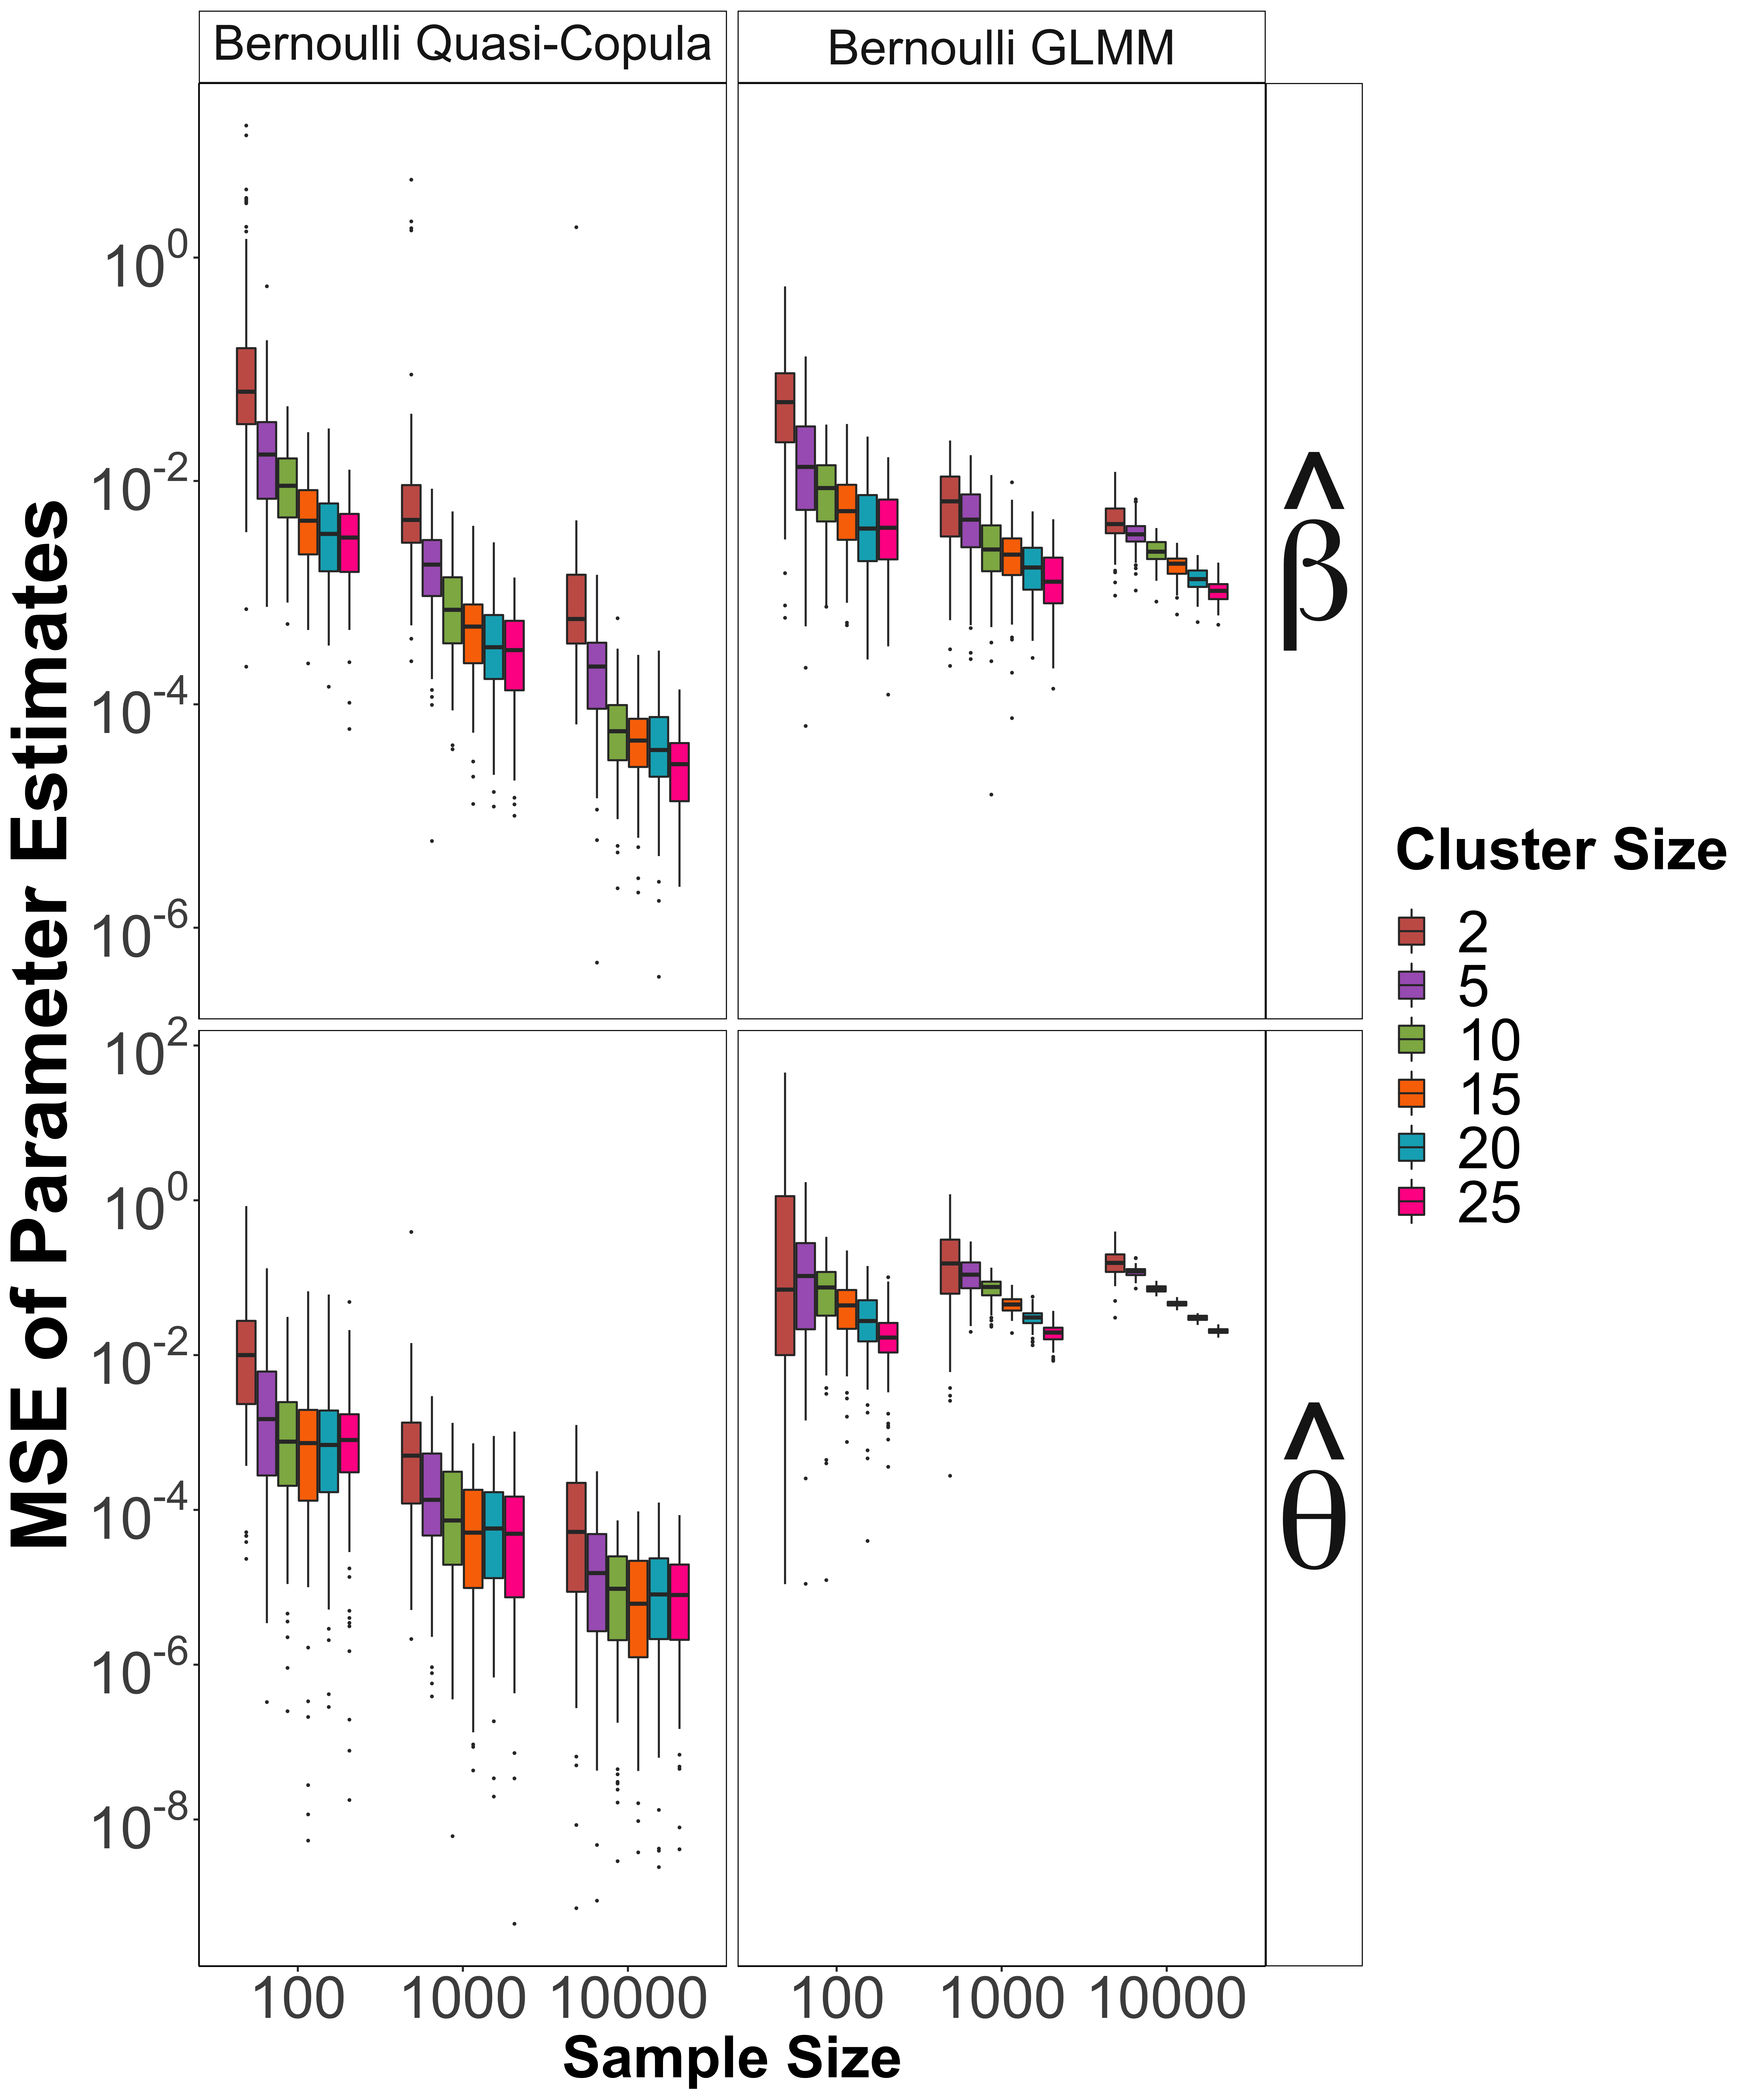 Bernoulli Quasi-Copula
Bernoulli GLMM
MSE of Parameter Estimates
10^0
10^-2
10^-4
10^-6
β̂
10^2
10^0
10^-2
10^-4
10^-6
10^-8
θ̂
100 1000 10000
100 1000 10000
Sample Size
Cluster Size
2
5
10
15
20
25